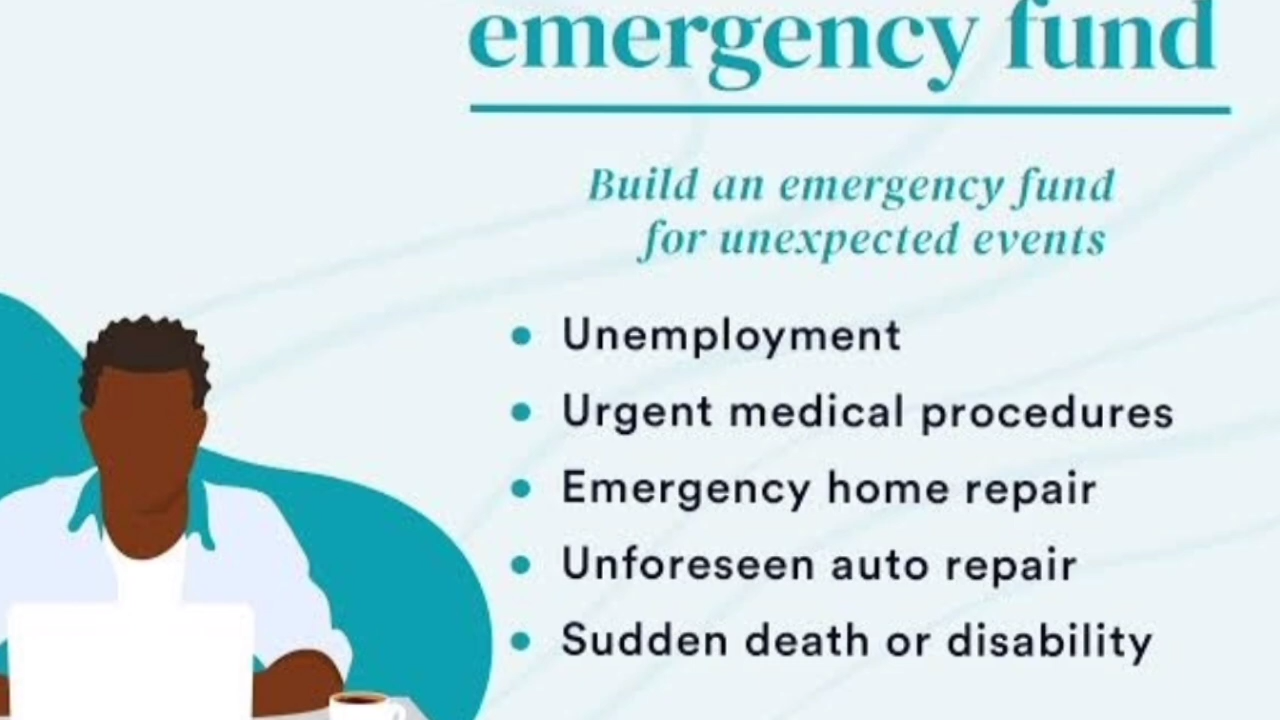 emergency fund
Build an emergency fund
for unexpected events
Unemployment
Urgent medical procedures
Emergency home repair
Unforeseen auto repair
Sudden death or disability